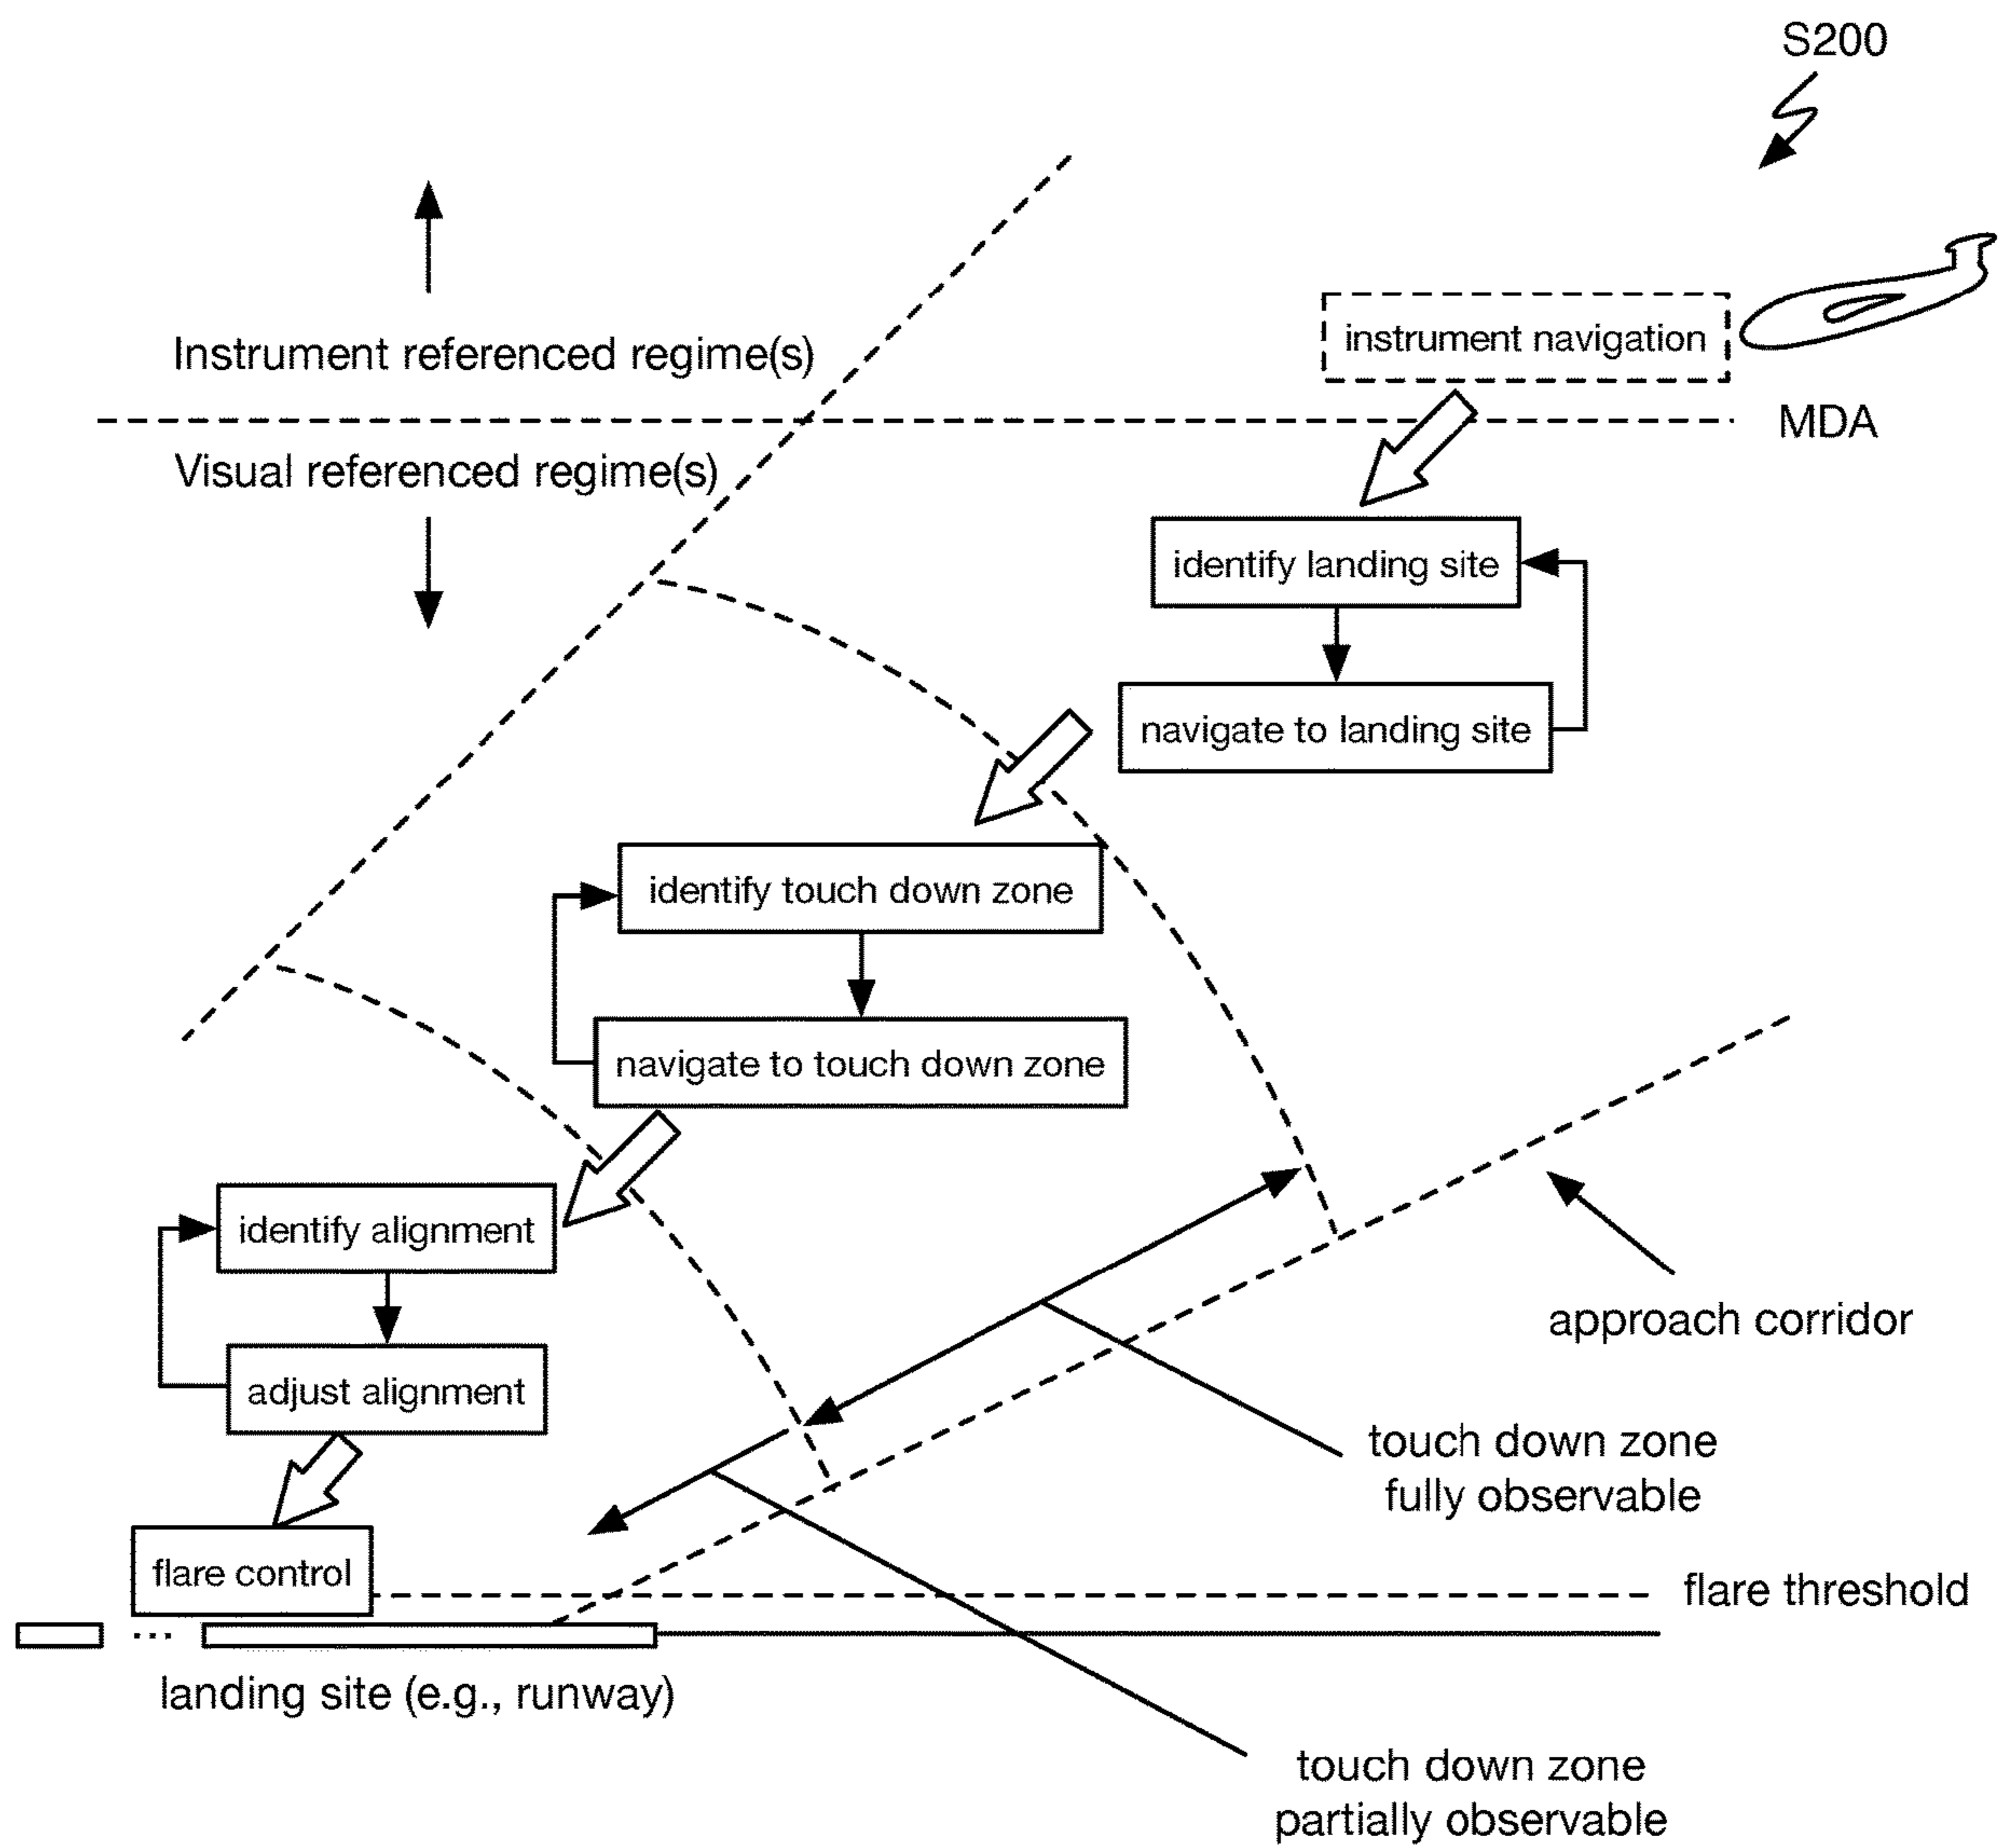 S200
instrument navigation
Instrument referenced regime(s)
MDA
Visual referenced regime(s)
identify landing site
navigate to landing site
identify touch down zone
navigate to touch down zone
identify alignment
approach corridor
adjust alignment
touch down zone
fully observable
flare control
flare threshold
...
landing site (e.g., runway)
touch down zone
partially observable